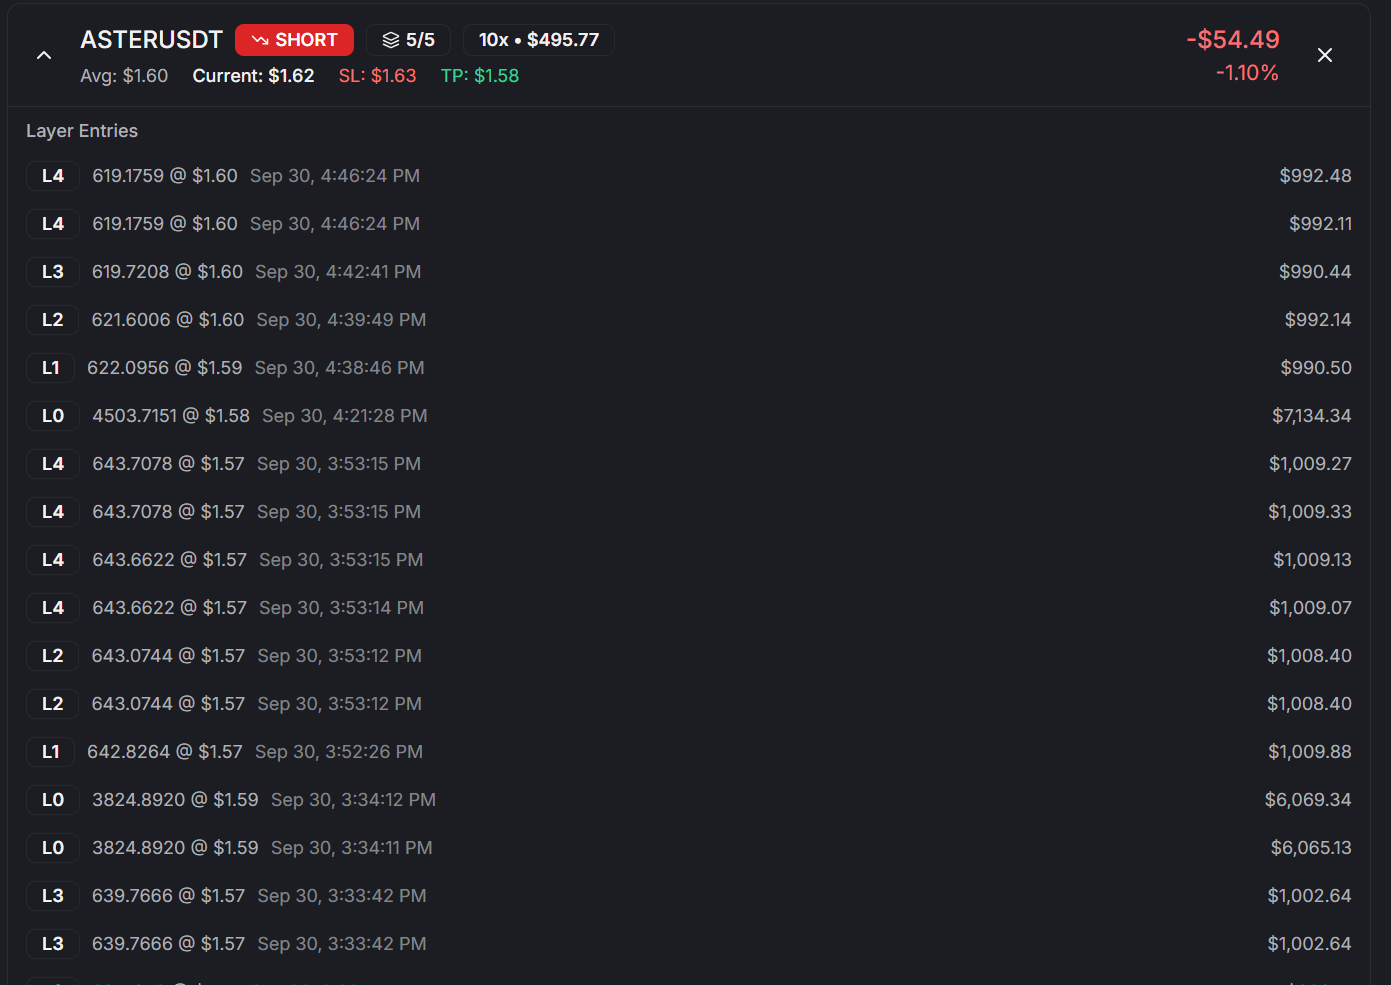 ASTERUSDT SHORT 5/5 10x • $495.77 -$54.49
Avg: $1.60 Current: $1.62 SL: $1.63 TP: $1.58 -1.10%
Layer Entries
L4 619.1759 @ $1.60 Sep 30, 4:46:24 PM $992.48
L4 619.1759 @ $1.60 Sep 30, 4:46:24 PM $992.11
L3 619.7208 @ $1.60 Sep 30, 4:42:41 PM $990.44
L2 621.6006 @ $1.60 Sep 30, 4:39:49 PM $992.14
L1 622.0956 @ $1.59 Sep 30, 4:38:46 PM $990.50
L0 4503.7151 @ $1.58 Sep 30, 4:21:28 PM $7,134.34
L4 643.7078 @ $1.57 Sep 30, 3:53:15 PM $1,009.27
L4 643.7078 @ $1.57 Sep 30, 3:53:15 PM $1,009.33
L4 643.6622 @ $1.57 Sep 30, 3:53:15 PM $1,009.13
L4 643.6622 @ $1.57 Sep 30, 3:53:14 PM $1,009.07
L2 643.0744 @ $1.57 Sep 30, 3:53:12 PM $1,008.40
L2 643.0744 @ $1.57 Sep 30, 3:53:12 PM $1,008.40
L1 642.8264 @ $1.57 Sep 30, 3:52:26 PM $1,009.88
L0 3824.8920 @ $1.59 Sep 30, 3:34:12 PM $6,069.34
L0 3824.8920 @ $1.59 Sep 30, 3:34:11 PM $6,065.13
L3 639.7666 @ $1.57 Sep 30, 3:33:42 PM $1,002.64
L3 639.7666 @ $1.57 Sep 30, 3:33:42 PM $1,002.64